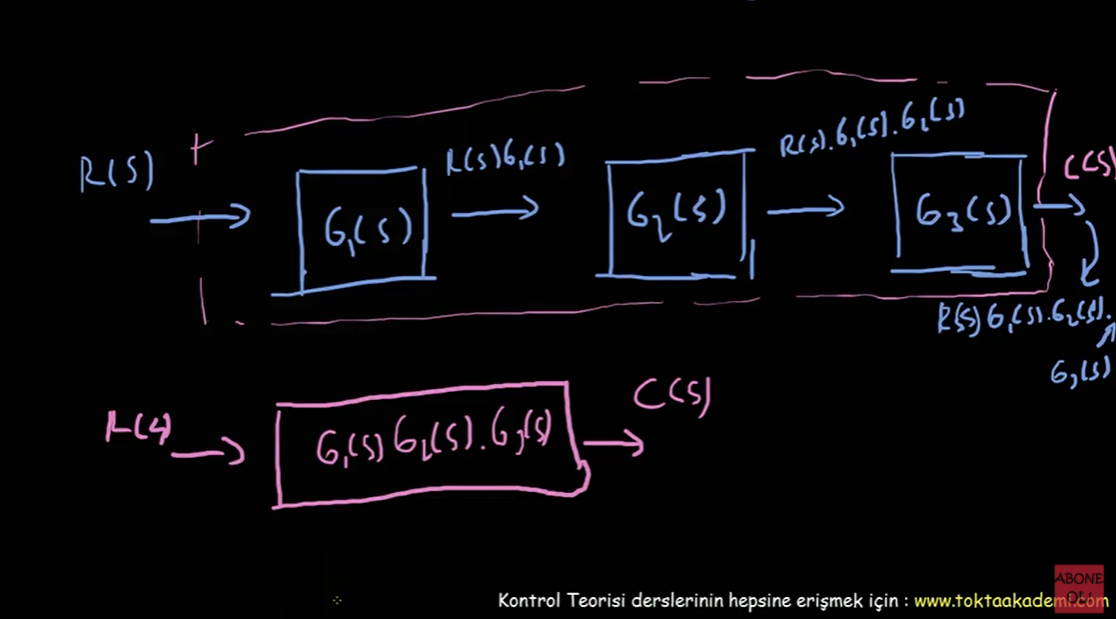 R(s).G₁(s).G₂(s)
R(s)G₁(s)
R(s)
C(s)
G₁(s)
G₂(s)
G₃(s)
R(s)G₁(s).G₂(s).
G₃(s)
C(s)
R(s)
G₁(s)G₂(s).G₃(s)
ABONE
OL!
Kontrol Teorisi derslerinin hepsine erişmek için : www.toktaakademi.com